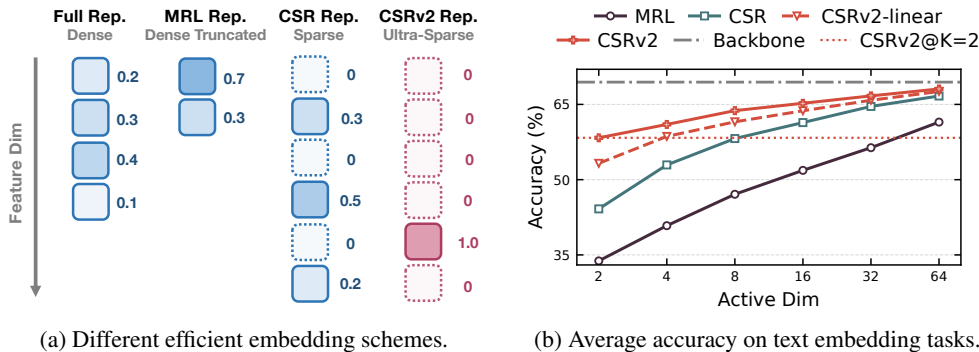 Full Rep. MRL Rep. CSR Rep. CSRv2 Rep.
Dense Dense Truncated Sparse Ultra-Sparse
0.2 0.7 0 0
0.3 0.3 0.3 0
0.4 0 0
0.1 0.5 0
0 1.0
0.2 0
Feature Dim
(a) Different efficient embedding schemes.
MRL CSR CSRv2-linear
CSRv2 Backbone CSRv2@K=2
Accuracy (%)
65
50
35
2 4 8 16 32 64
Active Dim
(b) Average accuracy on text embedding tasks.